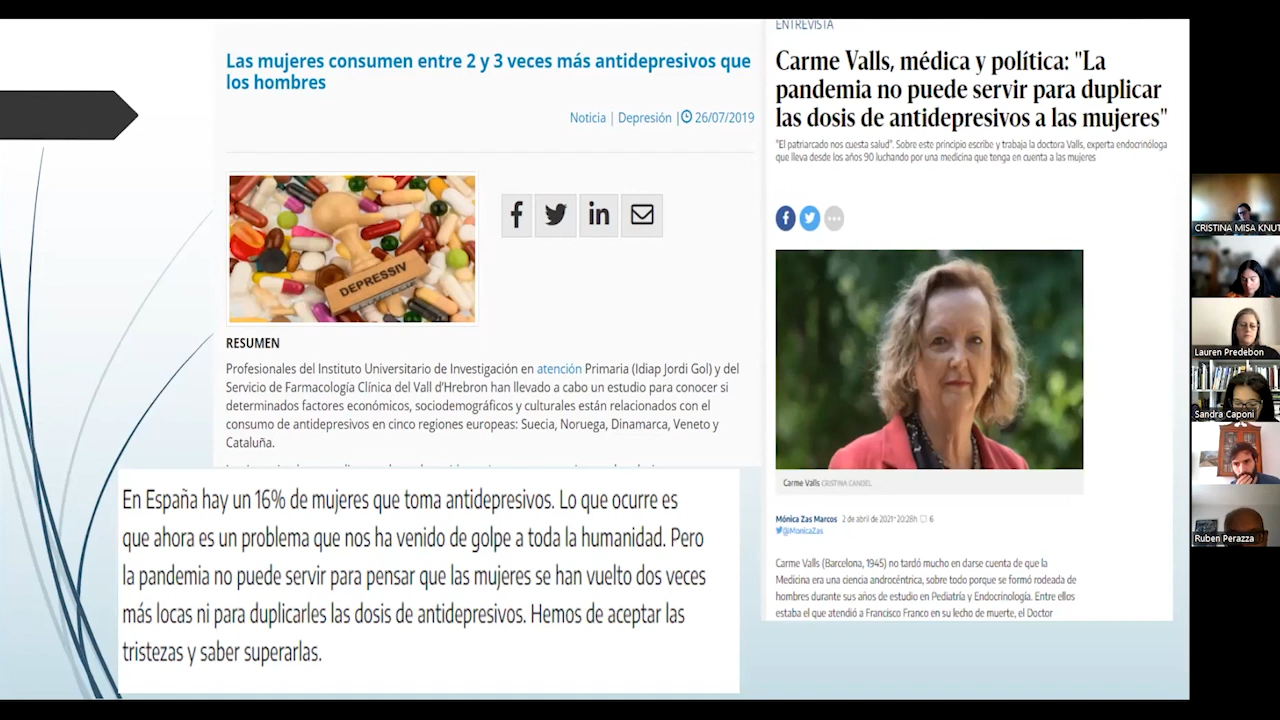 Las mujeres consumen entre 2 y 3 veces más antidepresivos que
los hombres
Noticia | Depresión | 26/07/2019
DEPRESSIV
RESUMEN
Profesionales del Instituto Universitario de Investigación en atención Primaria (Idiap Jordi Gol) y del
Servicio de Farmacología Clínica del Vall d'Hrebron han llevado a cabo un estudio para conocer si
determinados factores económicos, sociodemográficos y culturales están relacionados con el
consumo de antidepresivos en cinco regiones europeas: Suecia, Noruega, Dinamarca, Veneto y
Cataluña.
En España hay un 16% de mujeres que toma antidepresivos. Lo que ocurre es
que ahora es un problema que nos ha venido de golpe a toda la humanidad. Pero
la pandemia no puede servir para pensar que las mujeres se han vuelto dos veces
más locas ni para duplicarles las dosis de antidepresivos. Hemos de aceptar las
tristezas y saber superarlas.
ENTREVISTA
Carme Valls, médica y política: "La
pandemia no puede servir para duplicar
las dosis de antidepresivos a las mujeres"
"El patriarcado nos cuesta salud". Sobre este principio escribe y trabaja la doctora Valls, experta endocrinóloga
que lleva desde los años 90 luchando por una medicina que tenga en cuenta a las mujeres
Carme Valls CRISTINA CANDEL
Mónica Zas Marcos 2 de abril de 2021 - 20:28h 6
@MonicaZas
Carme Valls (Barcelona, 1945) no tardó mucho en darse cuenta de que la
Medicina era una ciencia androcéntrica, sobre todo porque se formó rodeada de
hombres durante sus años de estudio en Pediatría y Endocrinología. Entre ellos
estaba el que atendió a Francisco Franco en su lecho de muerte, el Doctor
CRISTINA MISA KNUT
Lauren Predebon
Sandra Caponi
Ruben Perazza